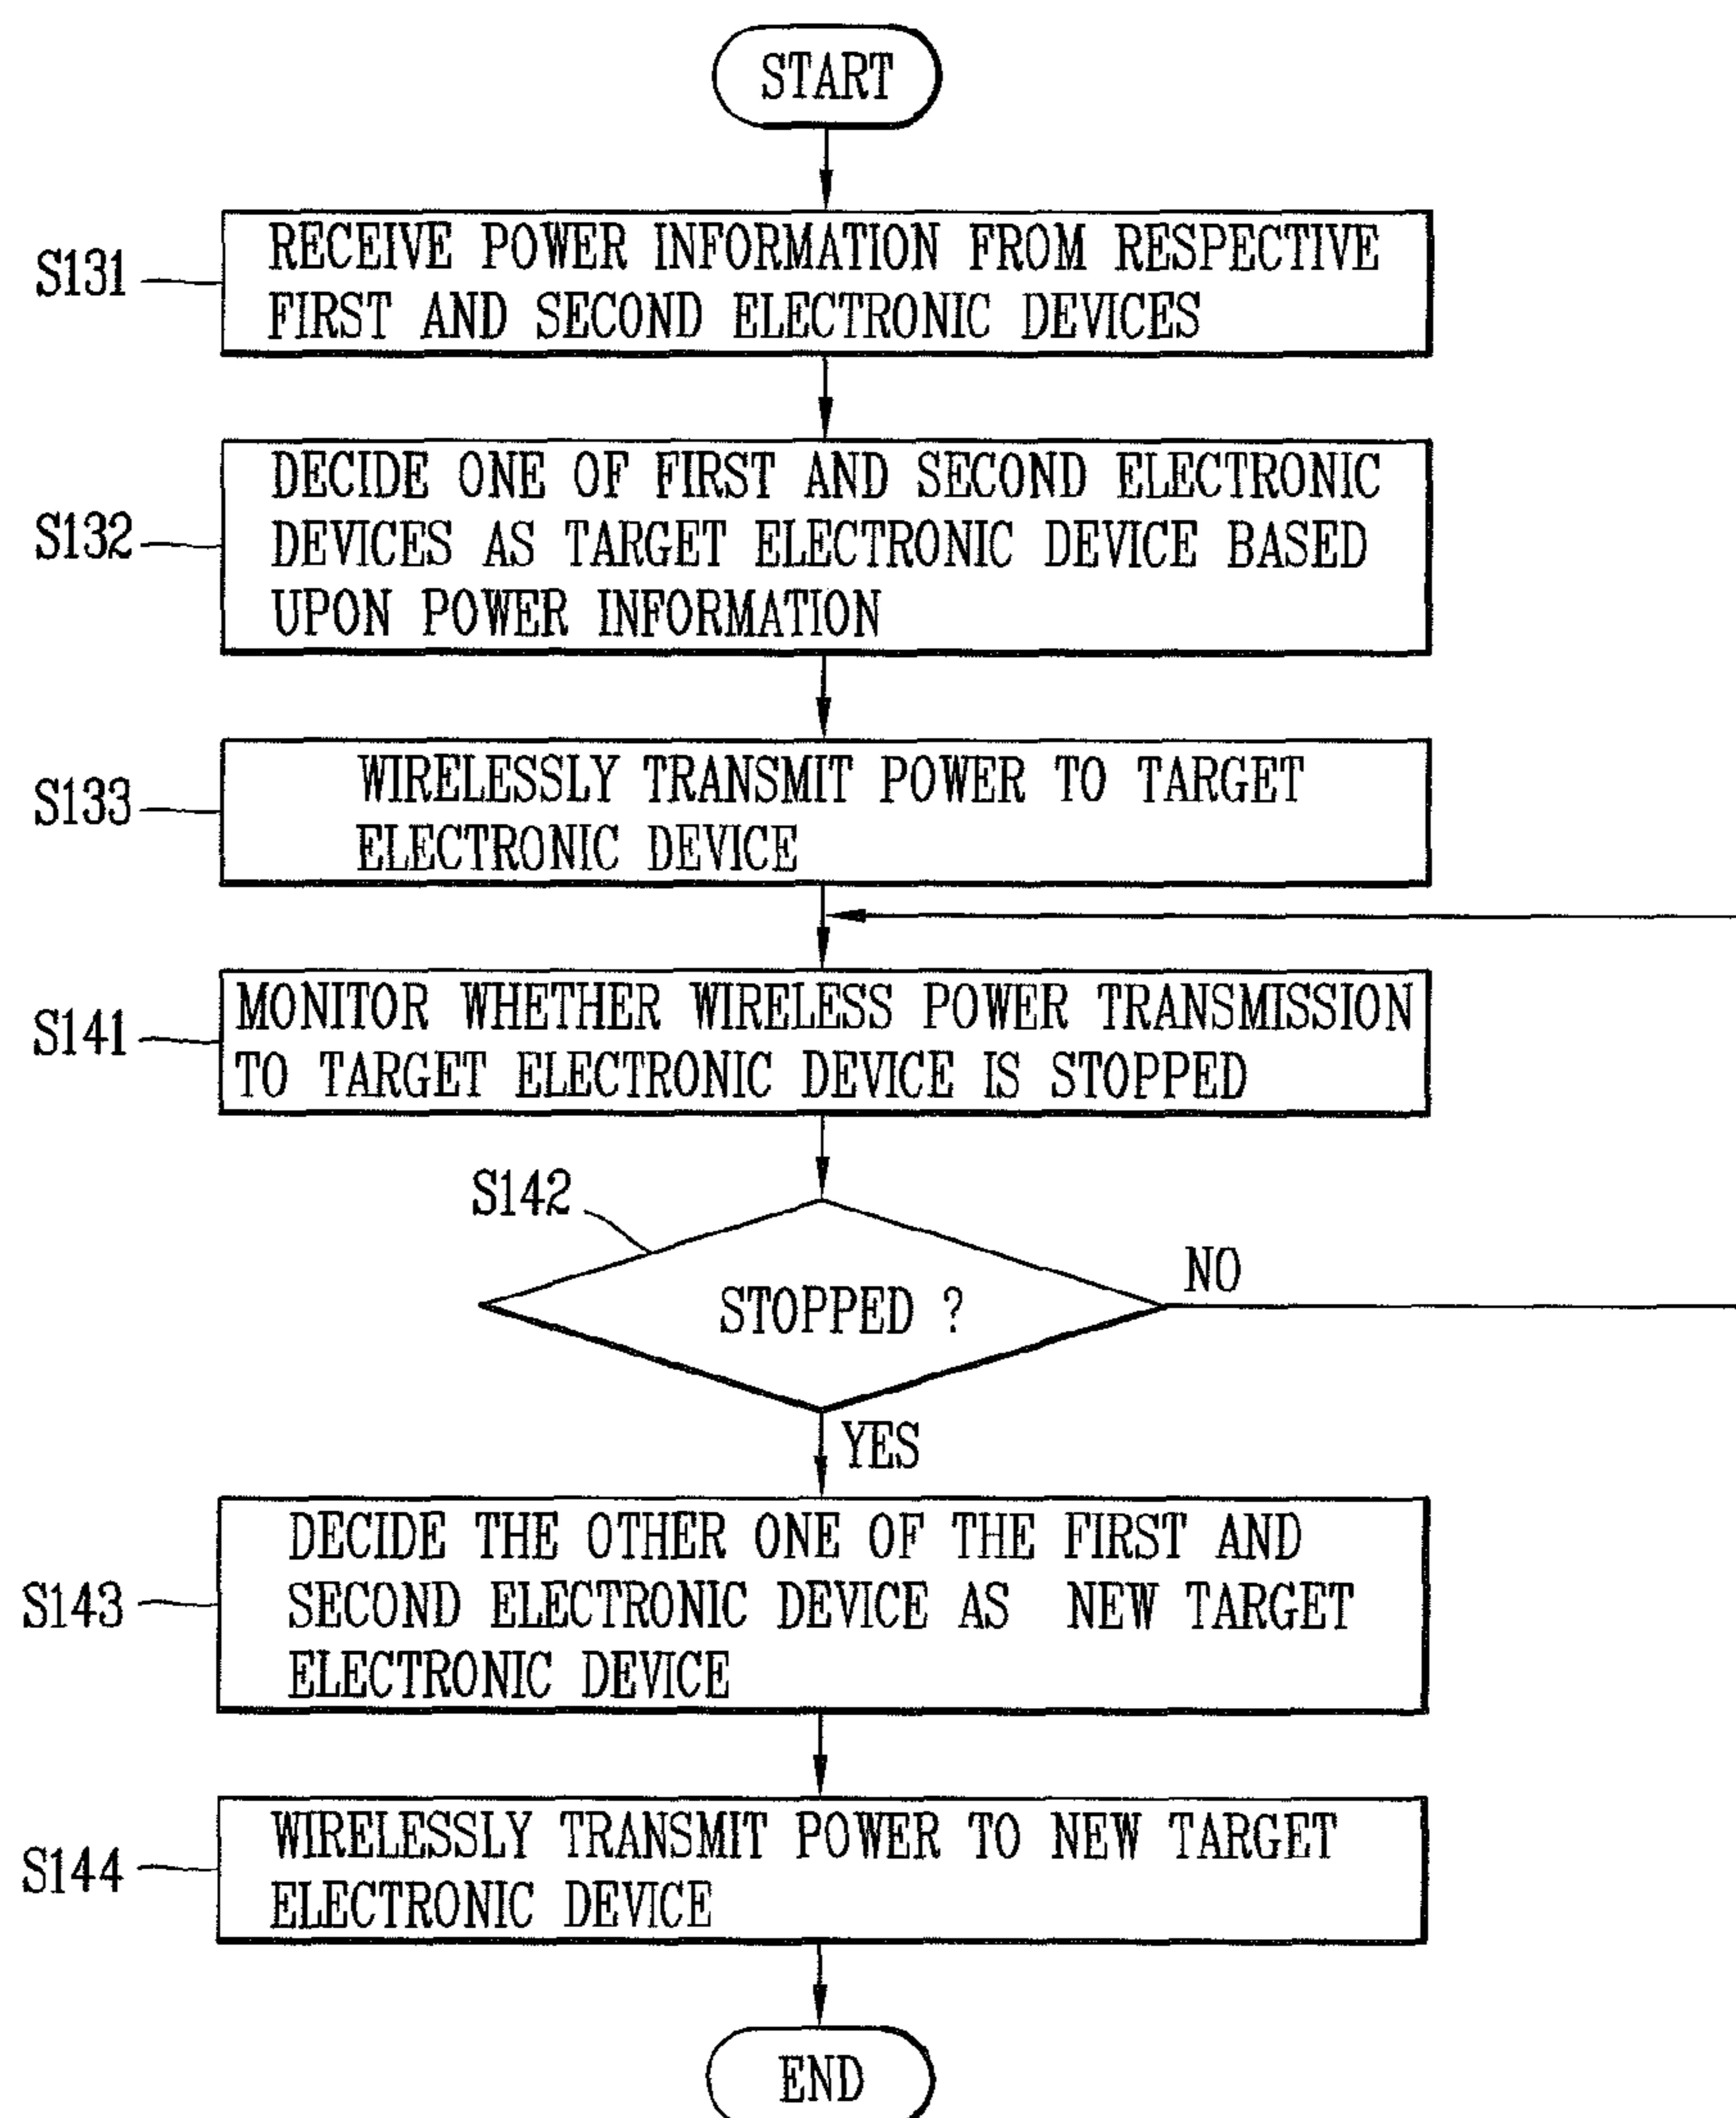 START
S131
RECEIVE POWER INFORMATION FROM RESPECTIVE
FIRST AND SECOND ELECTRONIC DEVICES
S132
DECIDE ONE OF FIRST AND SECOND ELECTRONIC
DEVICES AS TARGET ELECTRONIC DEVICE BASED
UPON POWER INFORMATION
S133
WIRELESSLY TRANSMIT POWER TO TARGET
ELECTRONIC DEVICE
S141
MONITOR WHETHER WIRELESS POWER TRANSMISSION
TO TARGET ELECTRONIC DEVICE IS STOPPED
S142
STOPPED ?
NO
YES
S143
DECIDE THE OTHER ONE OF THE FIRST AND
SECOND ELECTRONIC DEVICE AS NEW TARGET
ELECTRONIC DEVICE
S144
WIRELESSLY TRANSMIT POWER TO NEW TARGET
ELECTRONIC DEVICE
END